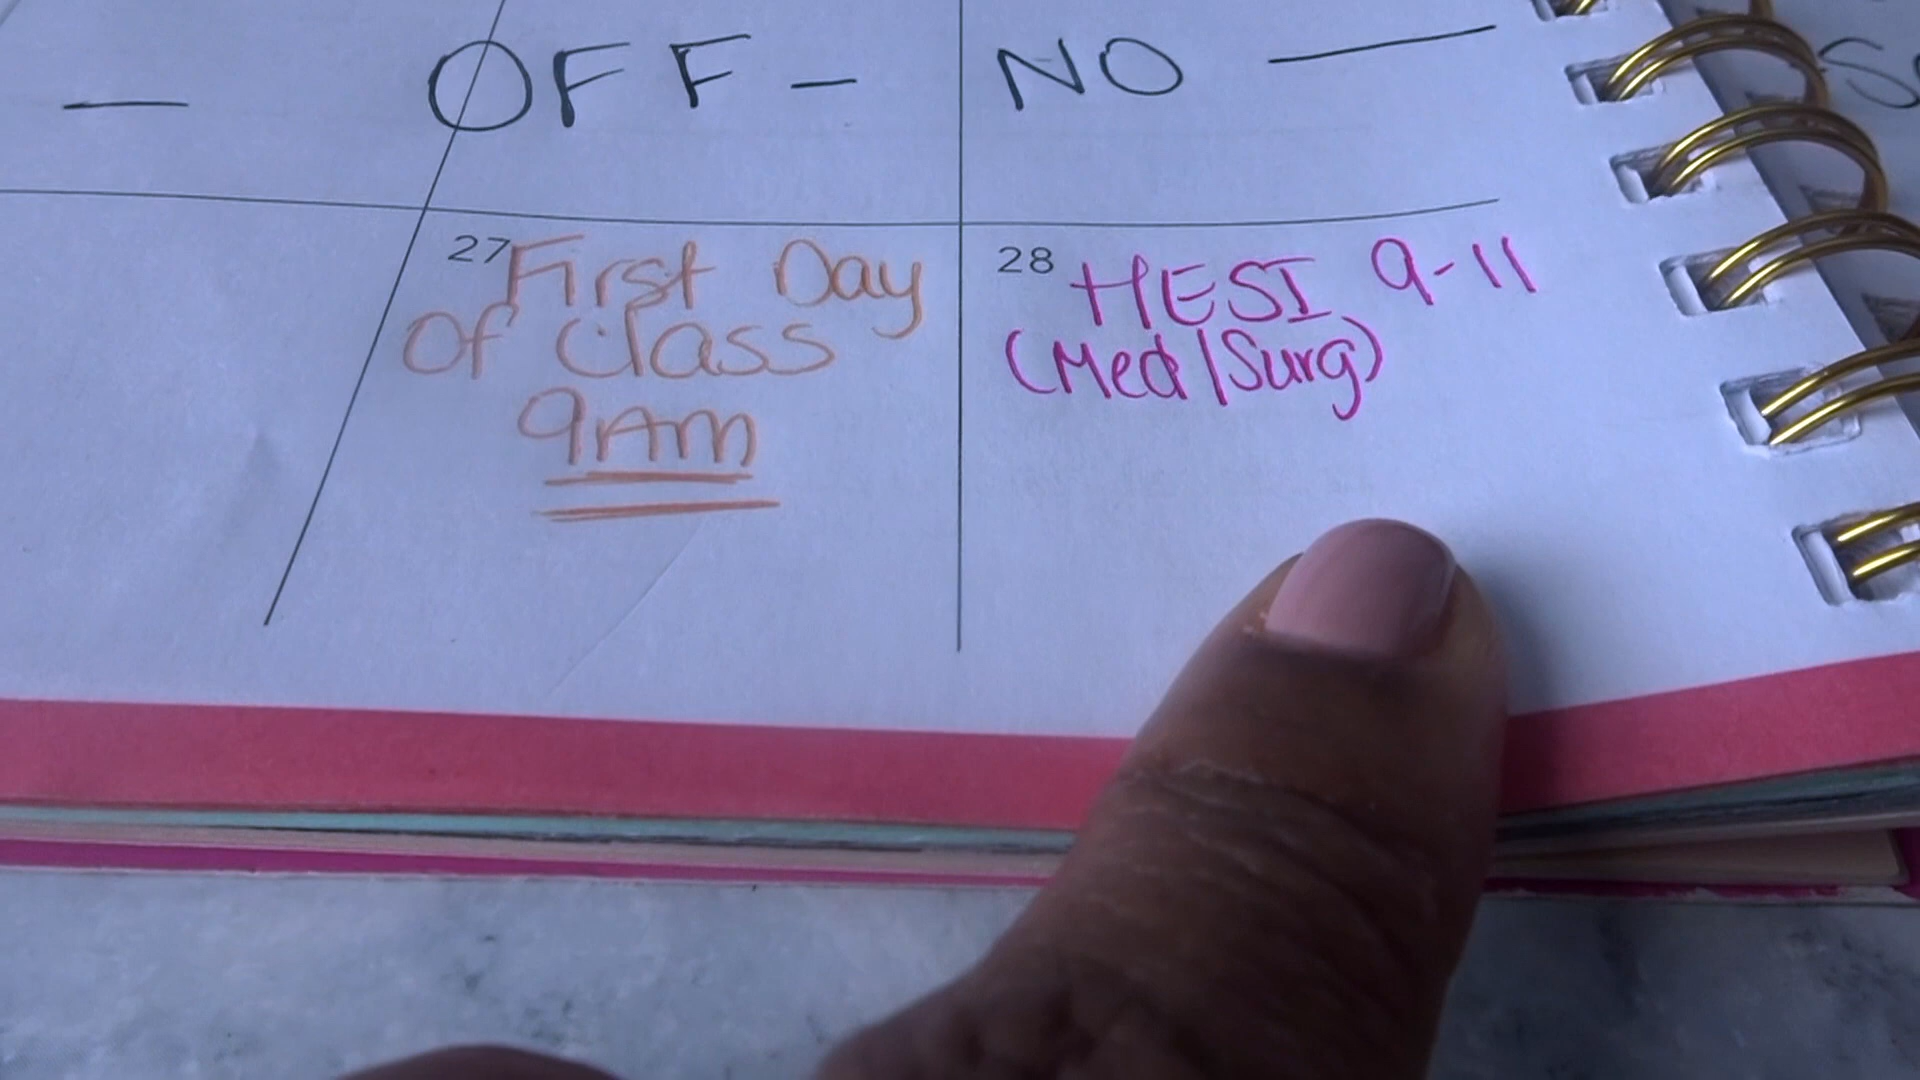 — OFF — NO —
27 First Day
Of Class
9AM
28 HESI 9-11
(Med/Surg)